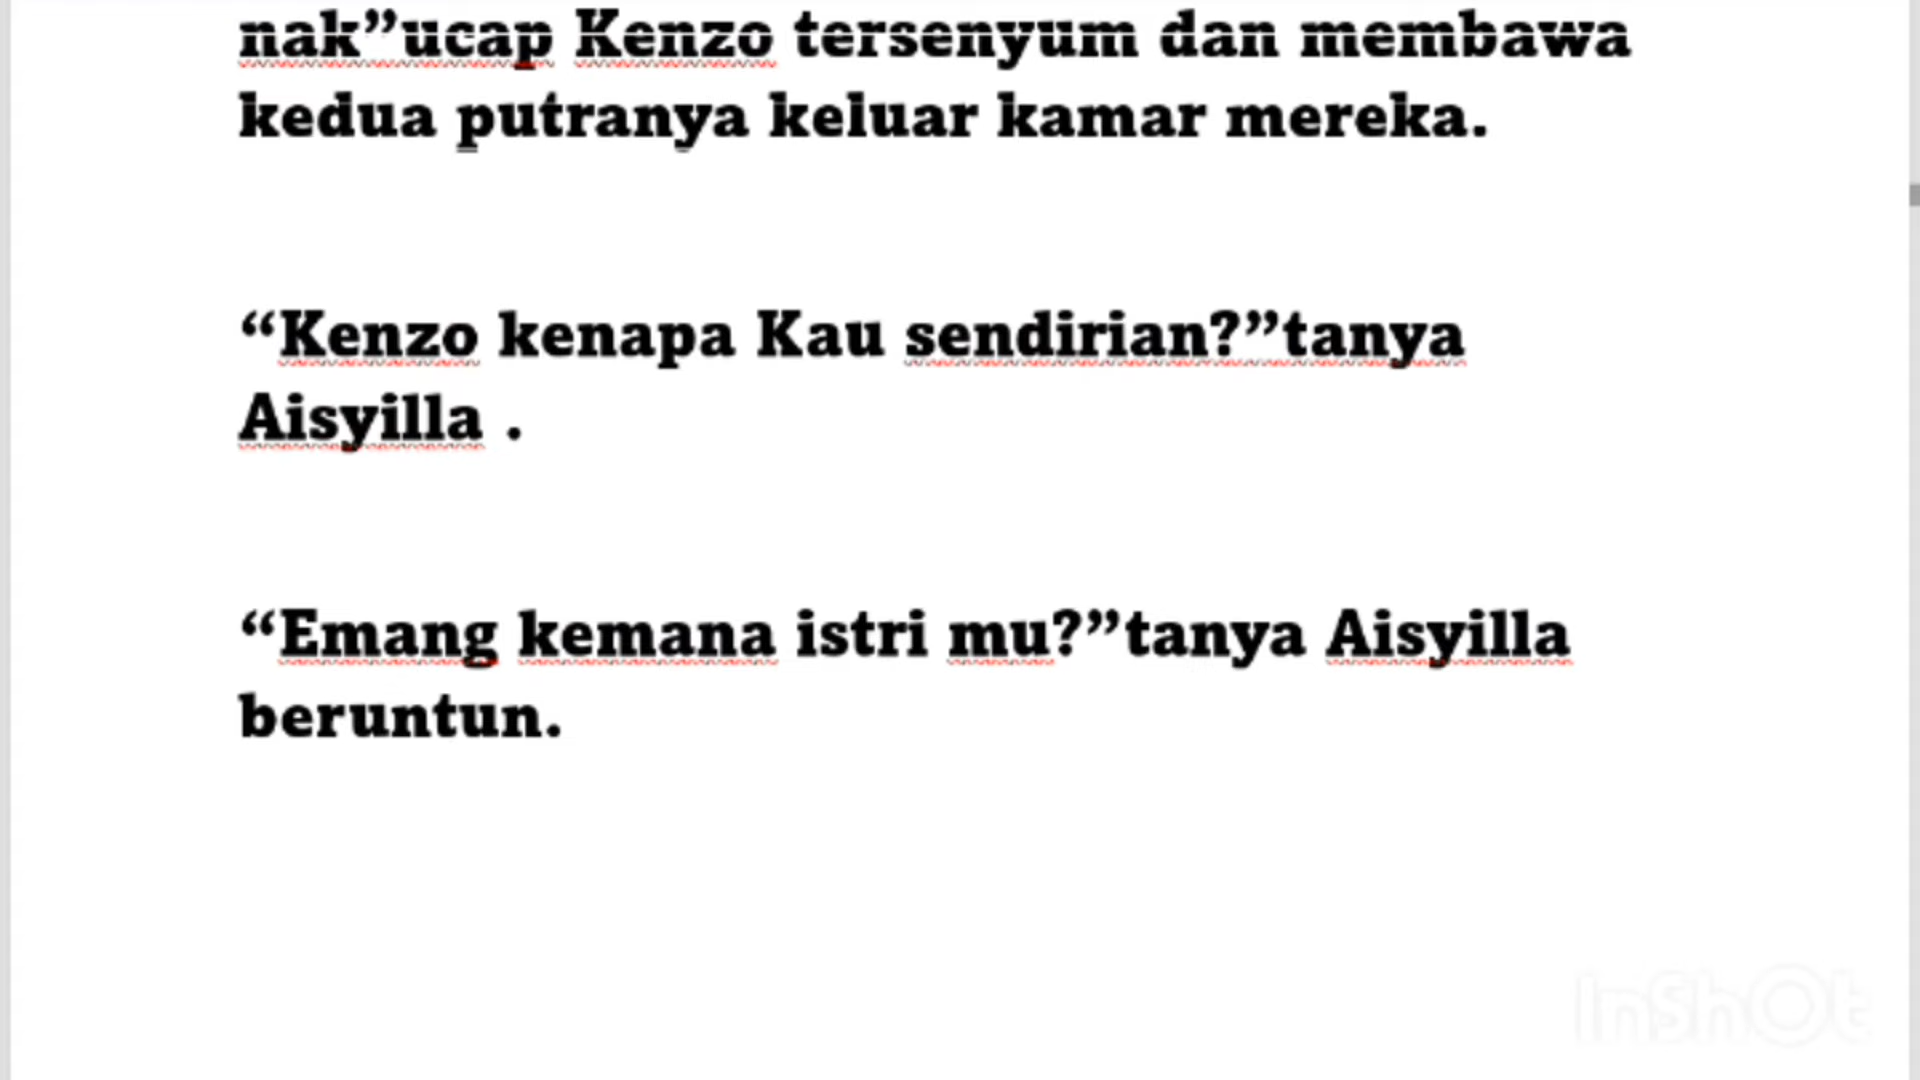 nak”ucap Kenzo tersenyum dan membawa
kedua putranya keluar kamar mereka.
“Kenzo kenapa Kau sendirian?”tanya
Aisyilla .
“Emang kemana istri mu?”tanya Aisyilla
beruntun.
InShOt